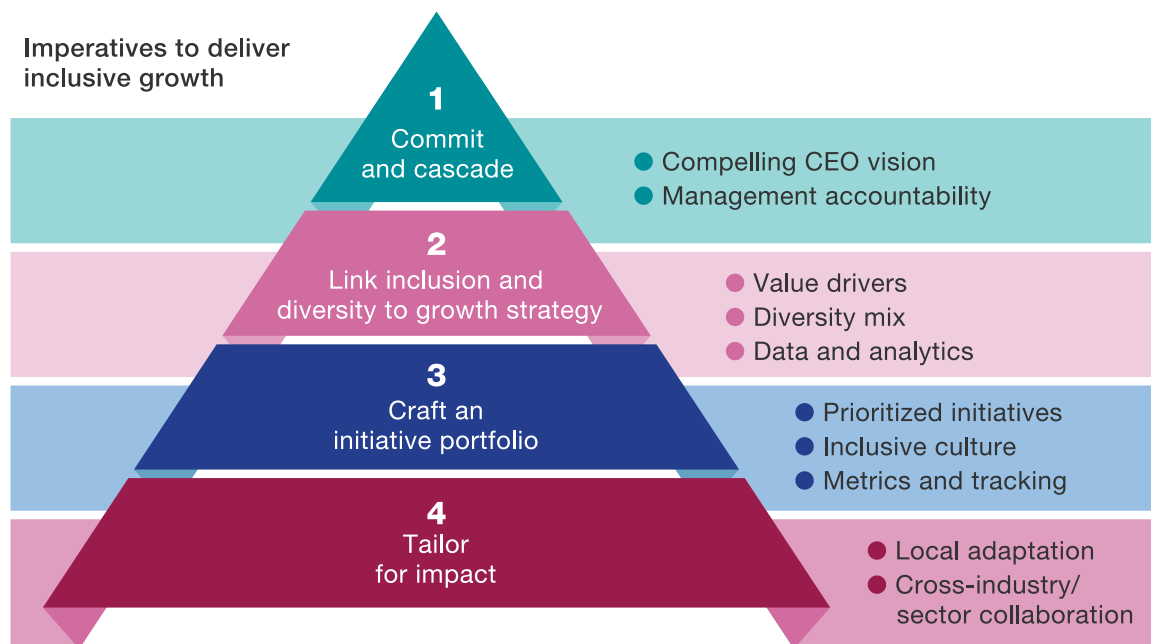 Imperatives to deliver
inclusive growth
1
Commit
and cascade
● Compelling CEO vision
● Management accountability
2
Link inclusion and
diversity to growth strategy
● Value drivers
● Diversity mix
● Data and analytics
3
Craft an
initiative portfolio
● Prioritized initiatives
● Inclusive culture
● Metrics and tracking
4
Tailor
for impact
● Local adaptation
● Cross-industry/
sector collaboration